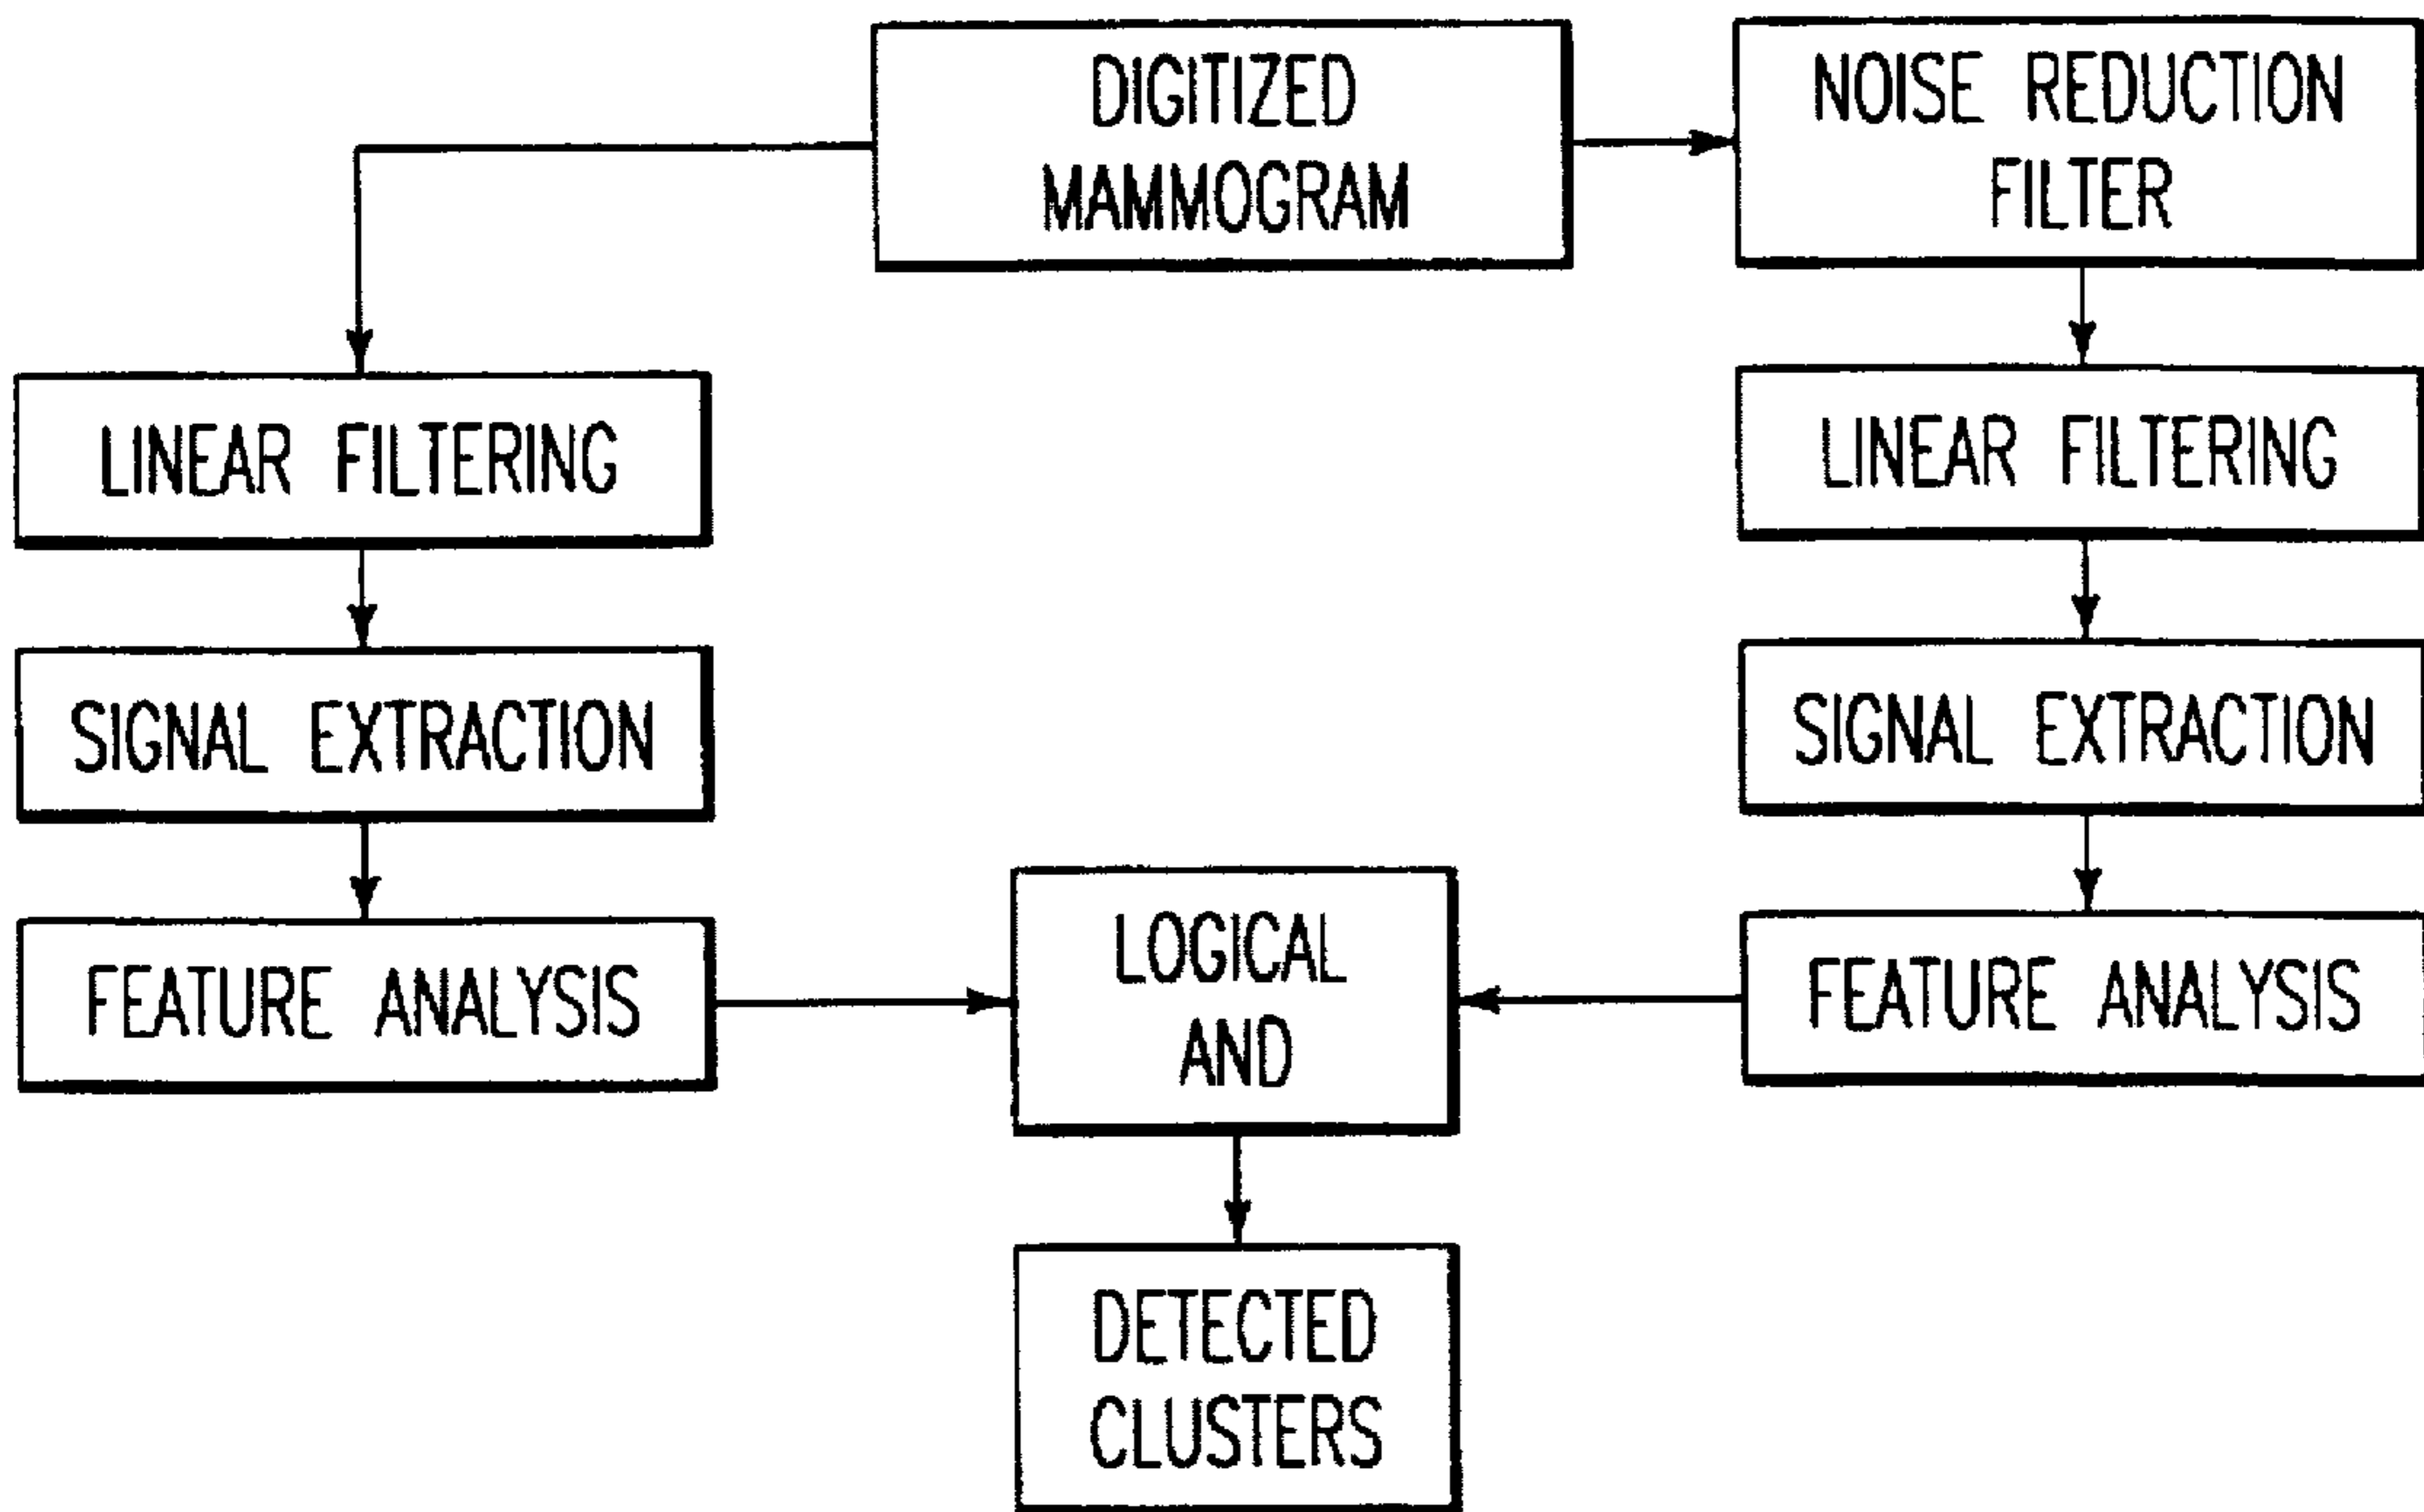 DIGITIZED
MAMMOGRAM
NOISE REDUCTION
FILTER
LINEAR FILTERING
LINEAR FILTERING
SIGNAL EXTRACTION
SIGNAL EXTRACTION
FEATURE ANALYSIS
LOGICAL
AND
FEATURE ANALYSIS
DETECTED
CLUSTERS